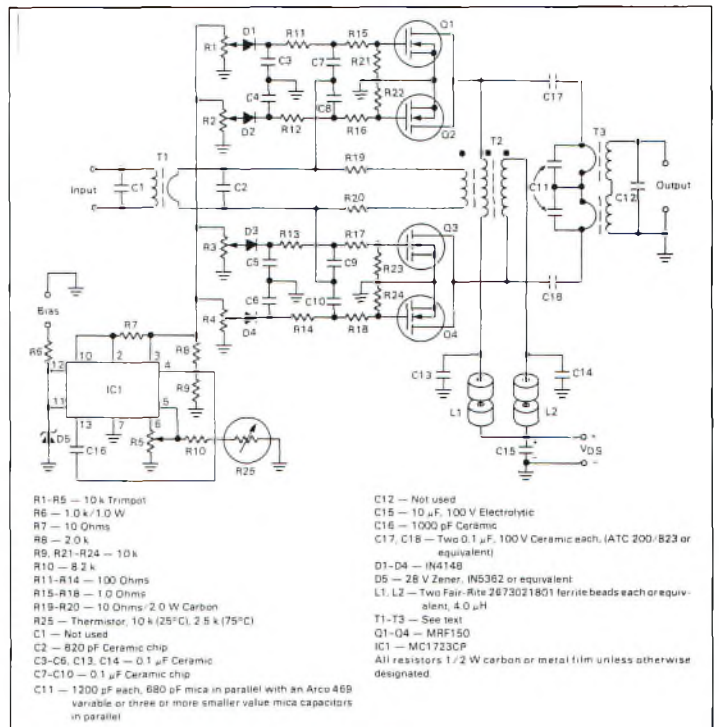 D1
R11
R15
Q1
R1
C3
C7
R21
C17
C4
C8
R22
R2
D2
R12
R16
Q2
T2
T3
T1
R19
Input
C1
C2
C11
C12
Output
R20
D3
R13
R17
Q3
R3
C5
C9
R23
C18
Bias
C6
C10
R24
R4
D4
R14
R18
Q4
R7
R6
R8
10
2
3
4
C13
C14
12
IC1
R9
11
5
L1
L2
13
7
6
D5
C16
R5
R10
R25
C15
+
+
VDS
−
−
R1-R5 — 10 k Trimpot
R6 — 1.0 k/1.0 W
R7 — 10 Ohms
R8 — 2.0 k
R9, R21-R24 — 10 k
R10 — 8.2 k
R11-R14 — 100 Ohms
R15-R18 — 1.0 Ohms
R19-R20 — 10 Ohms/2.0 W Carbon
R25 — Thermistor, 10 k (25°C), 2.5 k (75°C)
C1 — Not used
C2 — 820 pF Ceramic chip
C3-C6, C13, C14 — 0.1 µF Ceramic
C7-C10 — 0.1 µF Ceramic chip
C11 — 1200 pF each, 680 pF mica in parallel with an Arco 469
variable or three or more smaller value mica capacitors
in parallel
C12 — Not used
C15 — 10 µF, 100 V Electrolytic
C16 — 1000 pF Ceramic
C17, C18 — Two 0.1 µF, 100 V Ceramic each, (ATC 200/823 or
equivalent)
D1-D4 — IN4148
D5 — 28 V Zener, IN5362 or equivalent
L1, L2 — Two Fair-Rite 2673021801 ferrite beads each or equiv-
alent, 4.0 µH
T1-T3 — See text
Q1-Q4 — MRF150
IC1 — MC1723CP
All resistors 1/2 W carbon or metal film unless otherwise
designated.